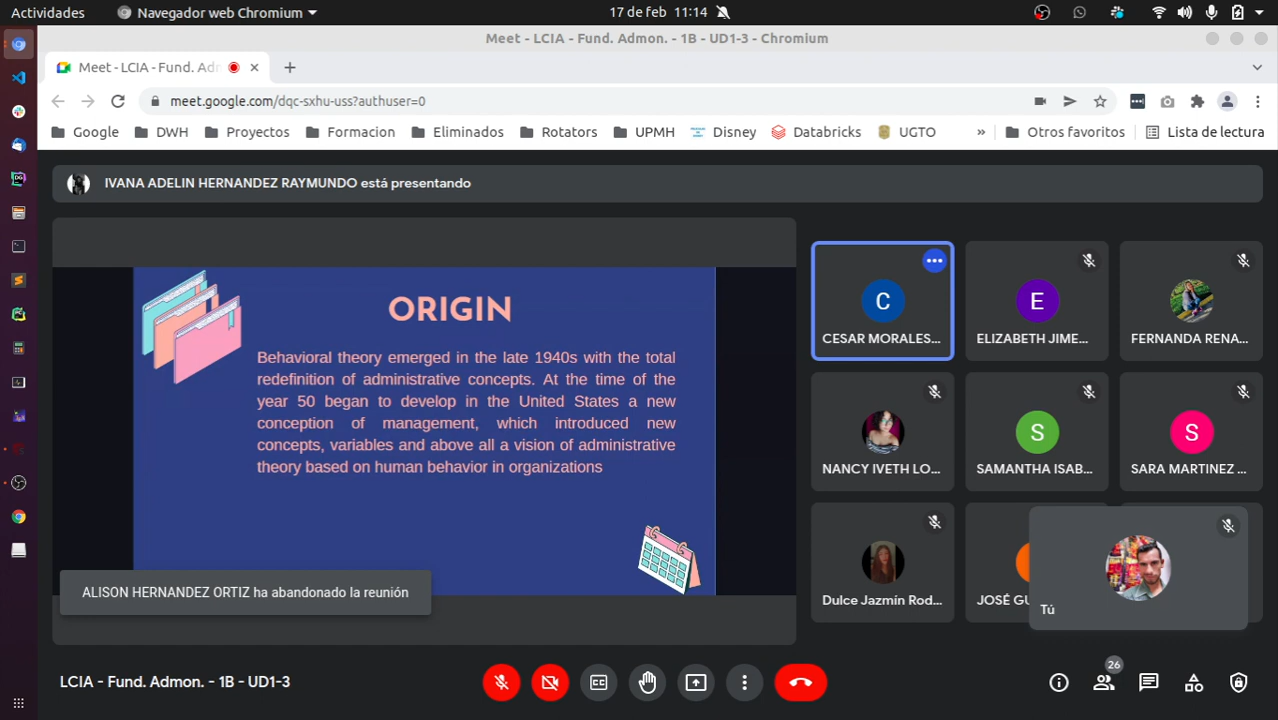 Actividades
Navegador web Chromium
17 de feb 11:14
Meet - LCIA - Fund. Admon. - 1B - UD1-3 - Chromium
Meet - LCIA - Fund. Adm
meet.google.com/dqc-sxhu-uss?authuser=0
Google
DWH
Proyectos
Formacion
Eliminados
Rotators
UPMH
Disney
Databricks
UGTO
»
Otros favoritos
Lista de lectura
IVANA ADELIN HERNANDEZ RAYMUNDO está presentando
ORIGIN
Behavioral theory emerged in the late 1940s with the total
redefinition of administrative concepts. At the time of the
year 50 began to develop in the United States a new
conception of management, which introduced new
concepts, variables and above all a vision of administrative
theory based on human behavior in organizations
ALISON HERNANDEZ ORTIZ ha abandonado la reunión
C
CESAR MORALES...
E
ELIZABETH JIME...
FERNANDA RENA...
NANCY IVETH LO...
S
SAMANTHA ISAB...
S
SARA MARTINEZ ...
Dulce Jazmín Rod...
JOSÉ GU
Tú
LCIA - Fund. Admon. - 1B - UD1-3
CC
26